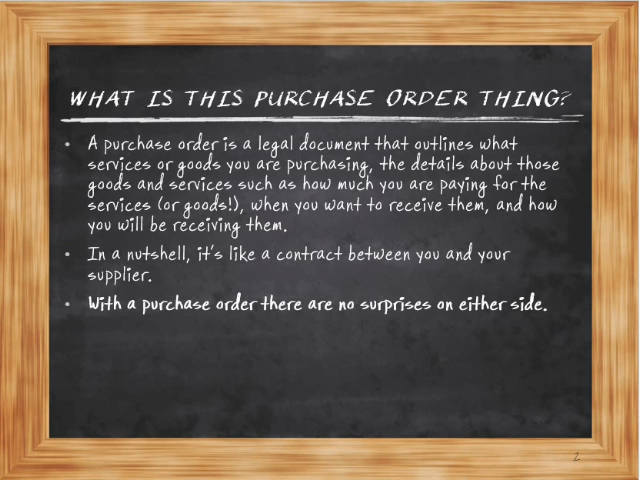 WHAT IS THIS PURCHASE ORDER THING?
• A purchase order is a legal document that outlines what
services or goods you are purchasing, the details about those
goods and services such as how much you are paying for the
services (or goods!), when you want to receive them, and how
you will be receiving them.
• In a nutshell, it's like a contract between you and your
supplier.
• With a purchase order there are no surprises on either side.
2